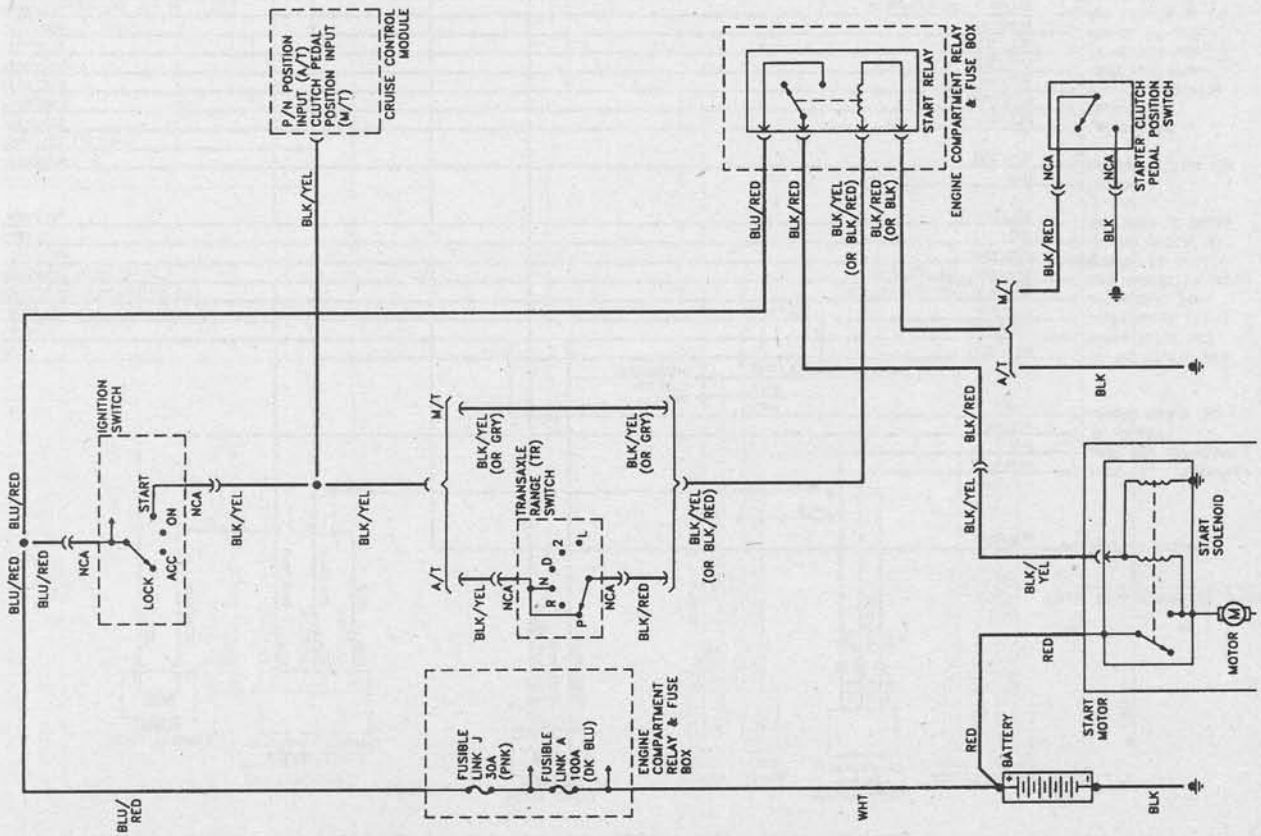 P/N POSITION
INPUT (A/T)
CLUTCH PEDAL
POSITION INPUT
(M/T)
CRUISE CONTROL
MODULE
BLK/YEL
START RELAY
ENGINE COMPARTMENT RELAY
& FUSE BOX
BLU/RED
BLK/RED
BLK/YEL
(OR BLK/RED)
BLK/RED
(OR BLK)
STARTER CLUTCH
PEDAL POSITION
SWITCH
NCA
NCA
BLK/RED
BLK
M/T
A/T
BLK
BLU/RED
BLU/RED
BLU/RED
NCA
IGNITION
SWITCH
LOCK
ACC
ON
START
NCA
BLK/YEL
BLK/YEL
A/T
M/T
BLK/YEL
(OR GRY)
BLK/YEL
(OR GRY)
BLK/YEL
NCA
TRANSAXLE
RANGE (TR)
SWITCH
P
R
N
D
2
L
NCA
BLK/RED
BLK/YEL
(OR BLK/RED)
BLK/RED
BLK/YEL
BLK/
YEL
START
SOLENOID
MOTOR
M
START
MOTOR
RED
RED
BATTERY
+
-
BLK
WHT
BLU/
RED
FUSIBLE
LINK J
30A
(PNK)
FUSIBLE
LINK A
100A
(DK BLU)
ENGINE
COMPARTMENT
RELAY & FUSE
BOX